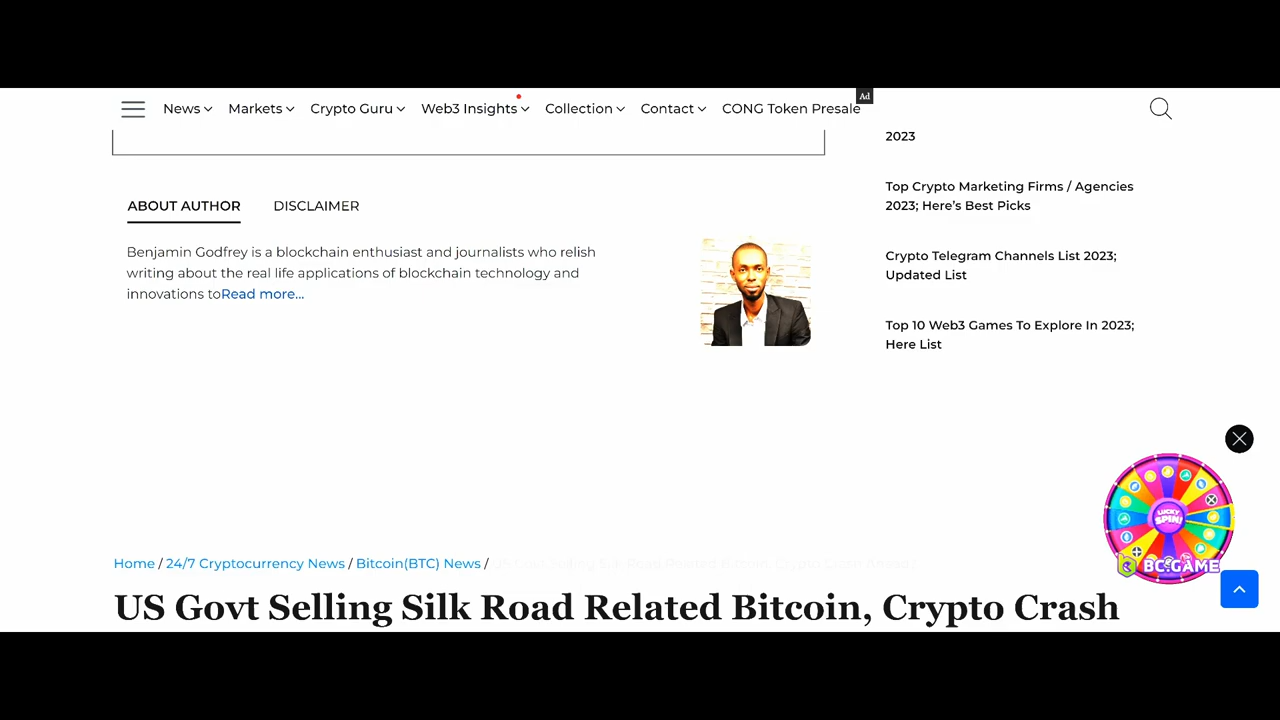 News Markets Crypto Guru Web3 Insights Collection Contact CONG Token Presale Ad
2023
Top Crypto Marketing Firms / Agencies
2023; Here's Best Picks
Crypto Telegram Channels List 2023;
Updated List
Top 10 Web3 Games To Explore In 2023;
Here List
ABOUT AUTHOR DISCLAIMER
Benjamin Godfrey is a blockchain enthusiast and journalists who relish
writing about the real life applications of blockchain technology and
innovations toRead more...
LUCKY
SPIN!
BC.GAME
Home / 24/7 Cryptocurrency News / Bitcoin(BTC) News /
US Govt Selling Silk Road Related Bitcoin, Crypto Crash